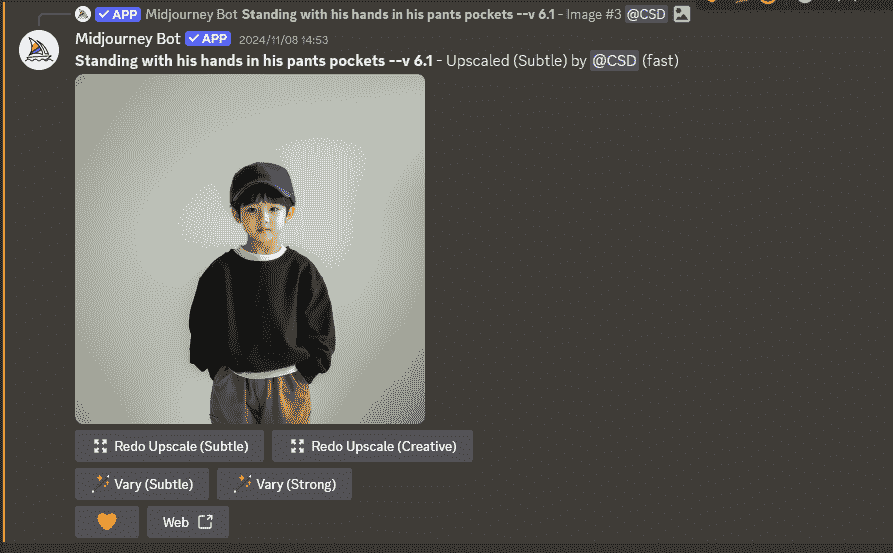 ✓ APP Midjourney Bot Standing with his hands in his pants pockets --v 6.1 - Image #3 @CSD
Midjourney Bot ✓ APP 2024/11/08 14:53
Standing with his hands in his pants pockets --v 6.1 - Upscaled (Subtle) by @CSD (fast)
Redo Upscale (Subtle) Redo Upscale (Creative)
Vary (Subtle) Vary (Strong)
Web